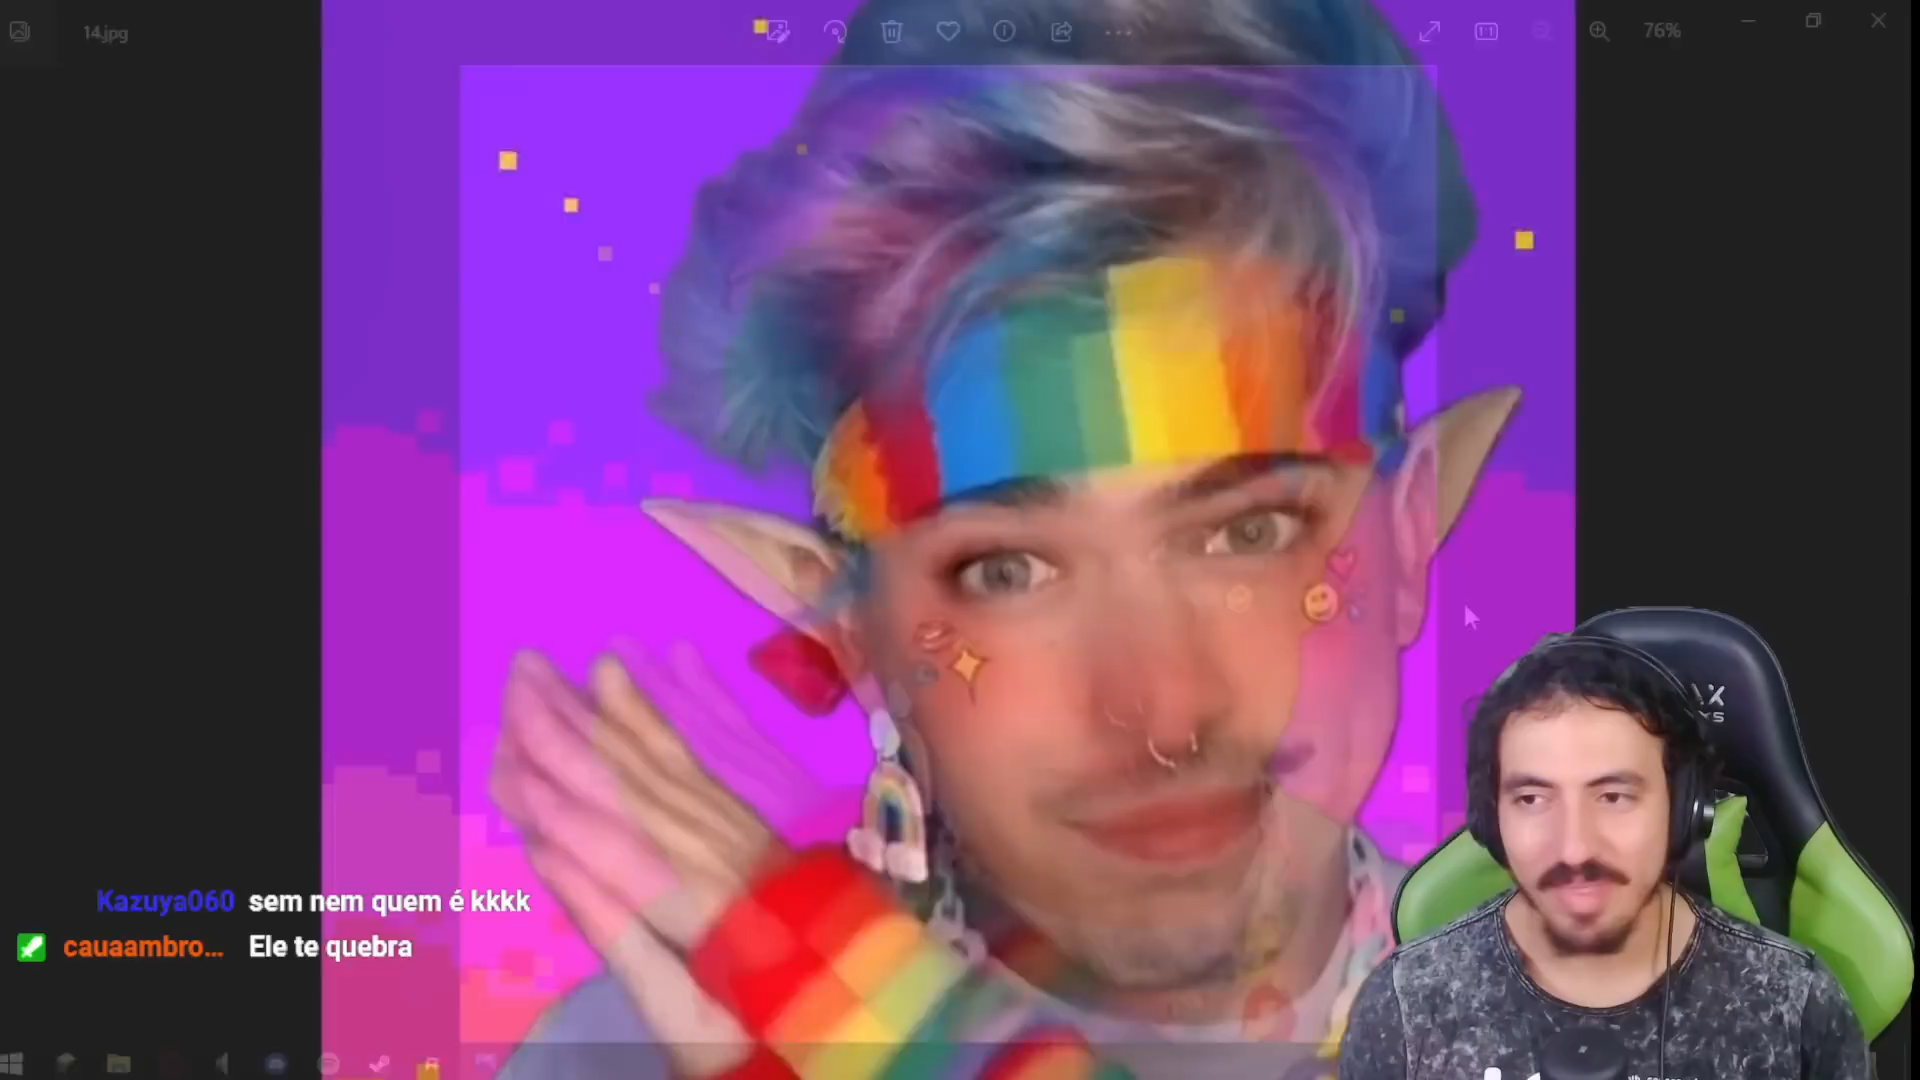 14.jpg
76%
Kazuya060 sem nem quem é kkkk
cauaambro... Ele te quebra